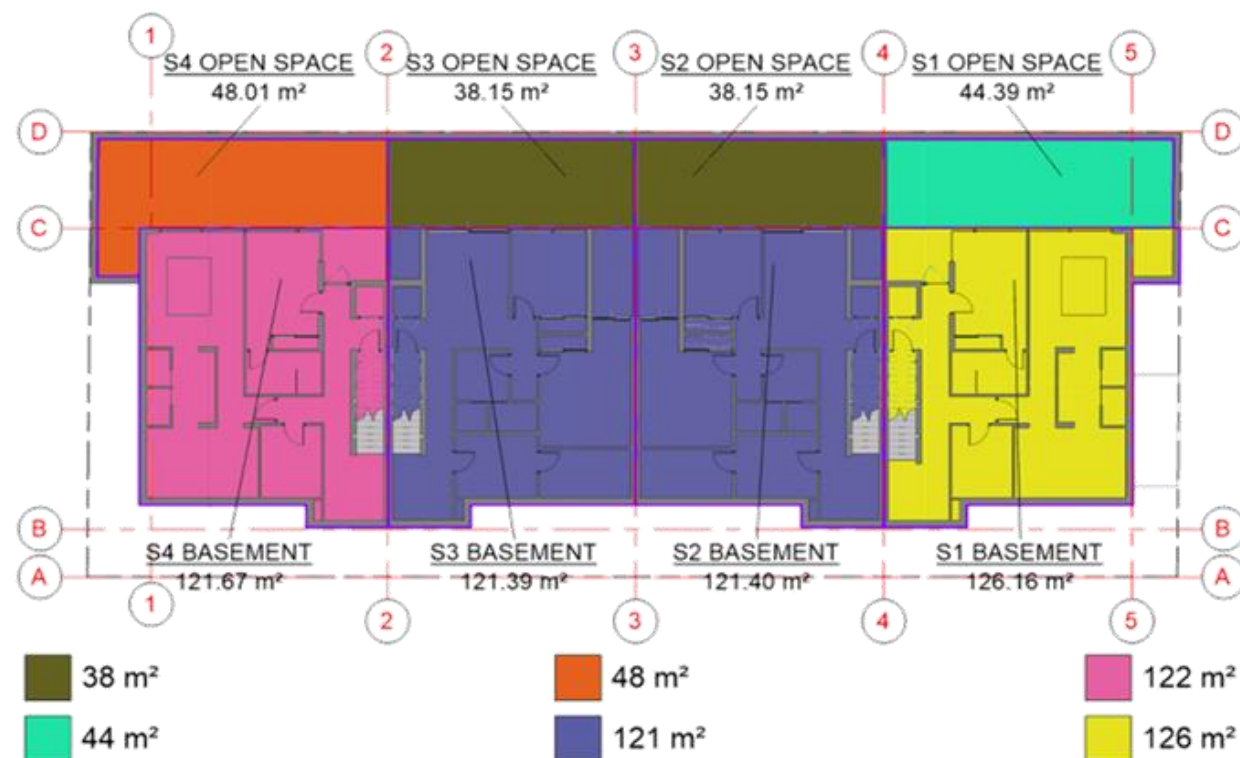 1
2
3
4
5
S4 OPEN SPACE
48.01 m²
S3 OPEN SPACE
38.15 m²
S2 OPEN SPACE
38.15 m²
S1 OPEN SPACE
44.39 m²
D
D
C
C
B
B
S4 BASEMENT
121.67 m²
S3 BASEMENT
121.39 m²
S2 BASEMENT
121.40 m²
S1 BASEMENT
126.16 m²
A
A
1
2
3
4
5
38 m²
48 m²
122 m²
44 m²
121 m²
126 m²